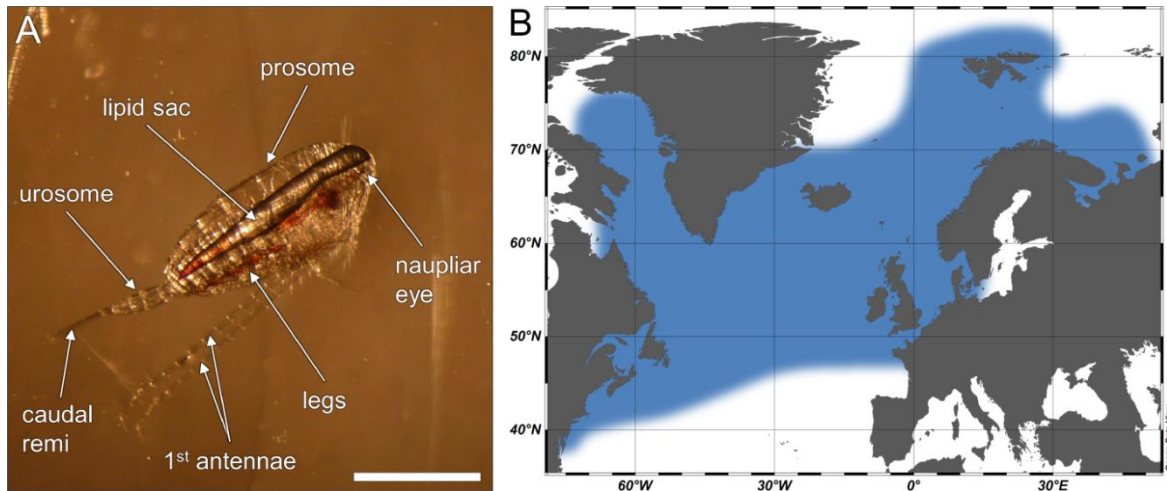 A
prosome
lipid sac
urosome
naupliar
eye
caudal
remi
legs
1st antennae
B
80°N
70°N
60°N
50°N
40°N
60°W
30°W
0°
30°E